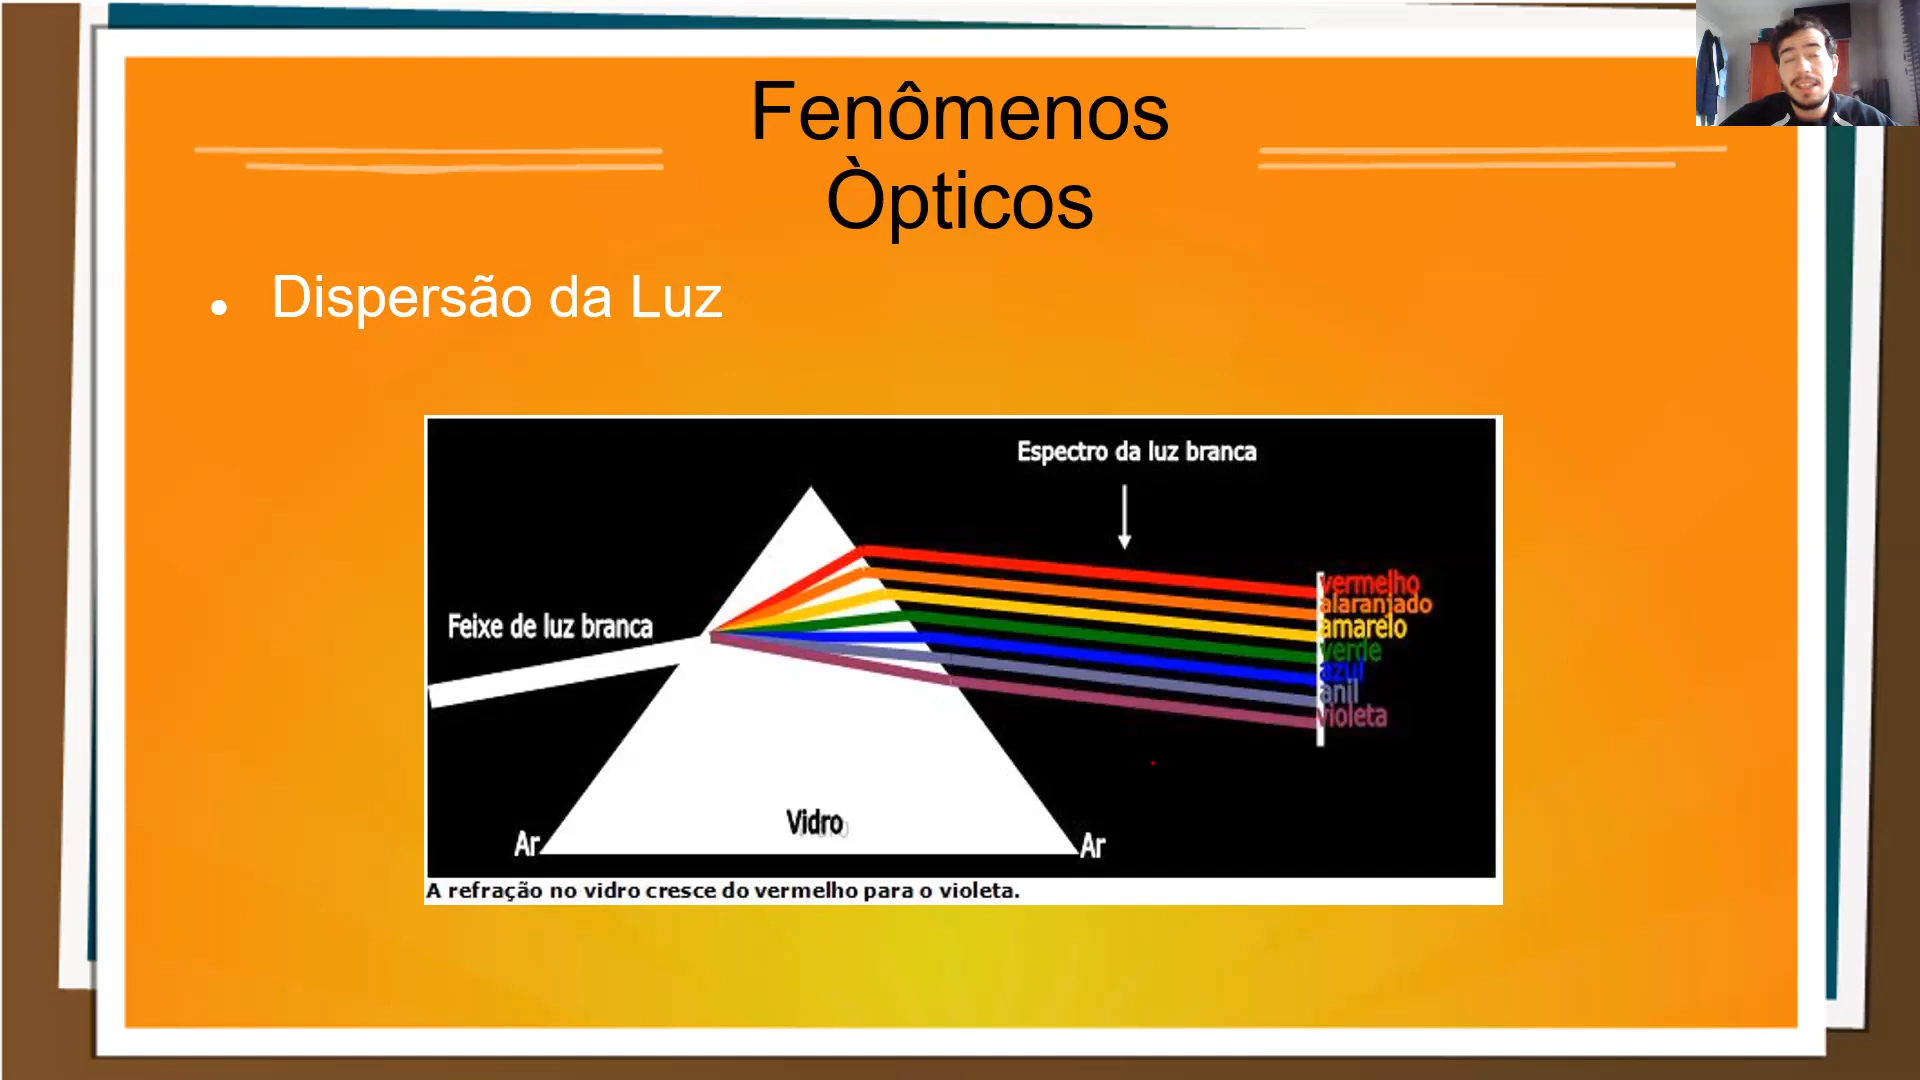 Fenômenos
Òpticos
• Dispersão da Luz
Espectro da luz branca
Feixe de luz branca
vermelho
alaranjado
amarelo
verde
azul
anil
violeta
Vidro
Ar
Ar
A refração no vidro cresce do vermelho para o violeta.